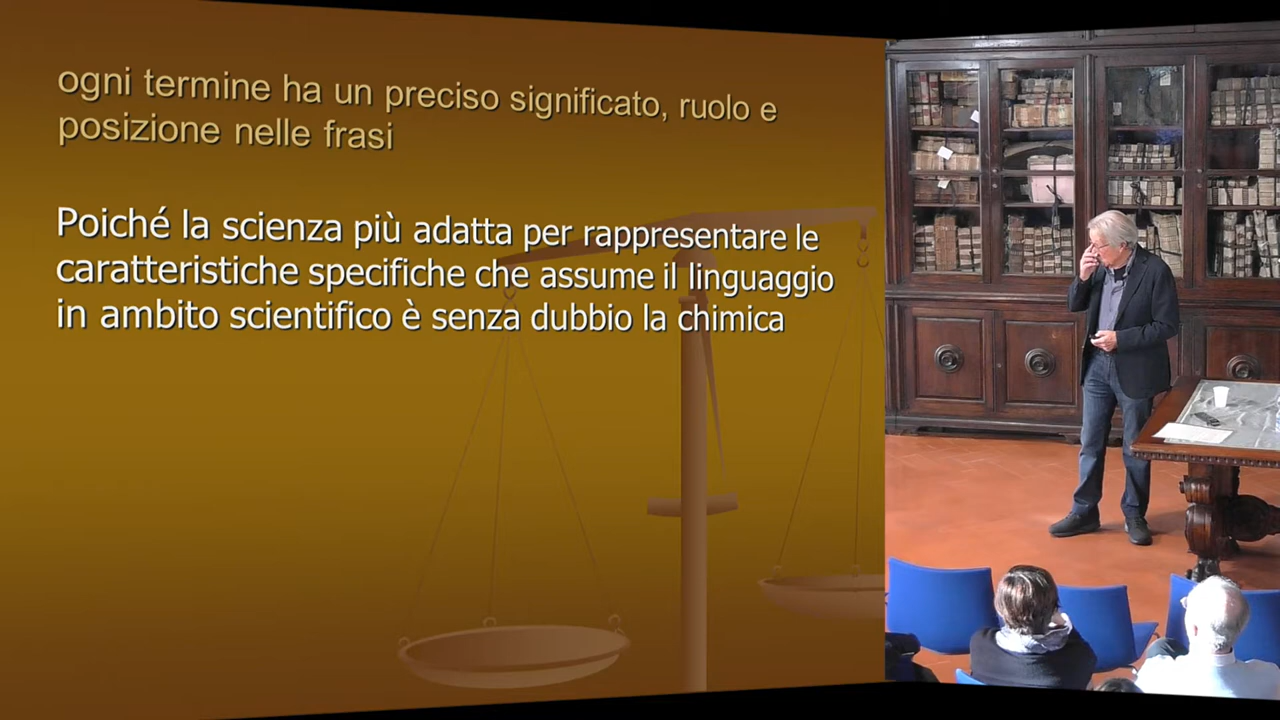 ogni termine ha un preciso significato, ruolo e
posizione nelle frasi
Poiché la scienza più adatta per rappresentare le
caratteristiche specifiche che assume il linguaggio
in ambito scientifico è senza dubbio la chimica